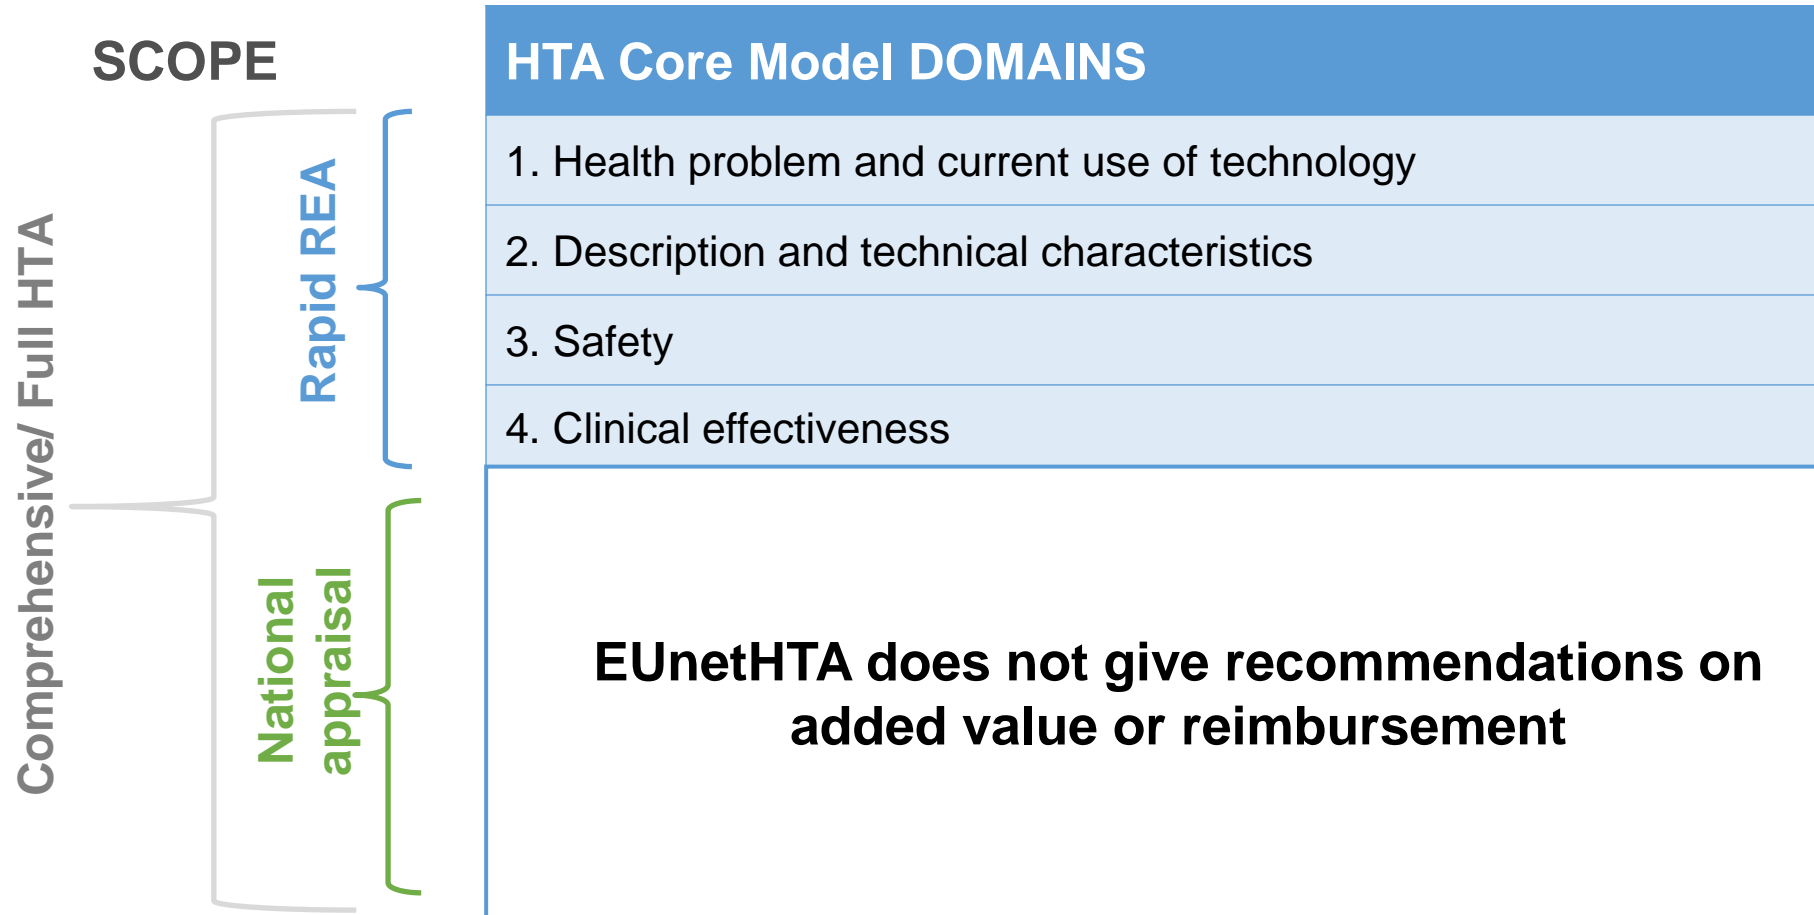 SCOPE
HTA Core Model DOMAINS
Comprehensive/ Full HTA
Rapid REA
1. Health problem and current use of technology
2. Description and technical characteristics
3. Safety
4. Clinical effectiveness
National
appraisal
EUnetHTA does not give recommendations on
added value or reimbursement